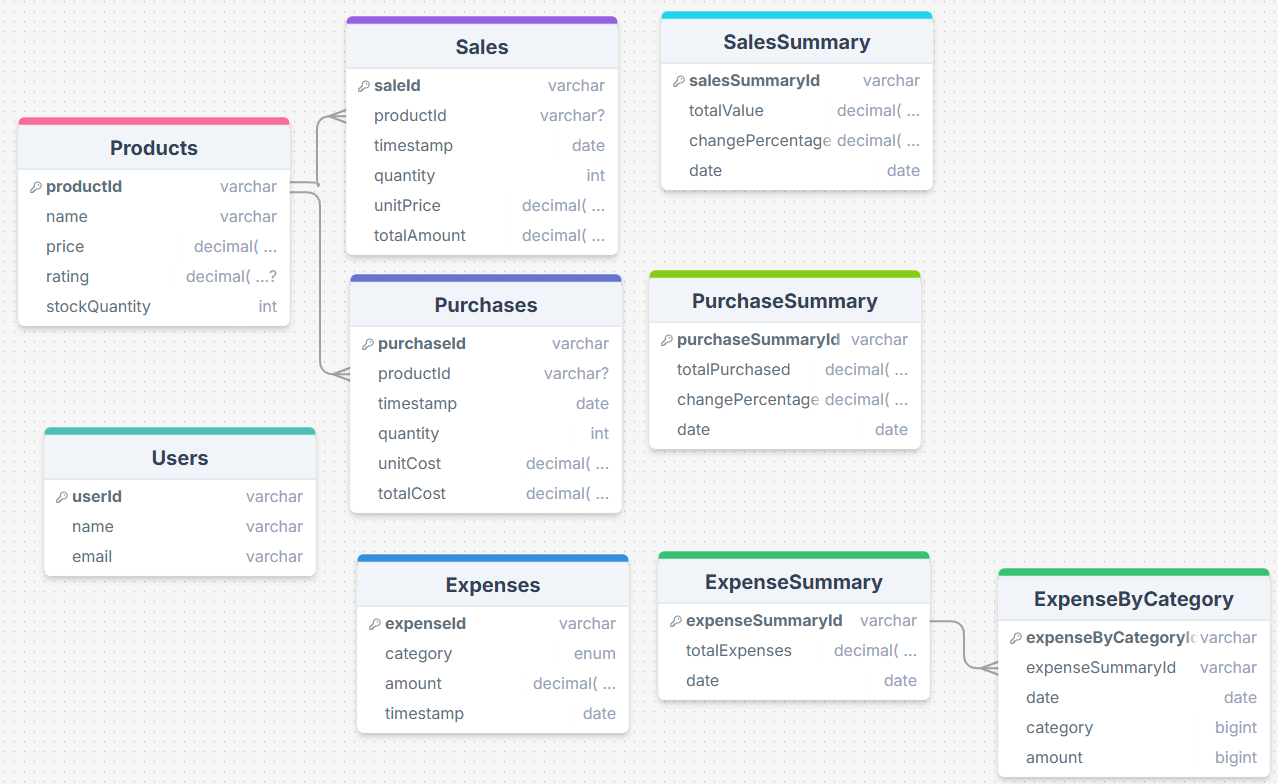 Products
productId varchar
name varchar
price decimal( ...
rating decimal( ...?
stockQuantity int
Sales
saleId varchar
productId varchar?
timestamp date
quantity int
unitPrice decimal( ...
totalAmount decimal( ...
SalesSummary
salesSummaryId varchar
totalValue decimal( ...
changePercentage decimal( ...
date date
Purchases
purchaseId varchar
productId varchar?
timestamp date
quantity int
unitCost decimal( ...
totalCost decimal( ...
PurchaseSummary
purchaseSummaryId varchar
totalPurchased decimal( ...
changePercentage decimal( ...
date date
Users
userId varchar
name varchar
email varchar
Expenses
expenseId varchar
category enum
amount decimal( ...
timestamp date
ExpenseSummary
expenseSummaryId varchar
totalExpenses decimal( ...
date date
ExpenseByCategory
expenseByCategoryId varchar
expenseSummaryId varchar
date date
category bigint
amount bigint